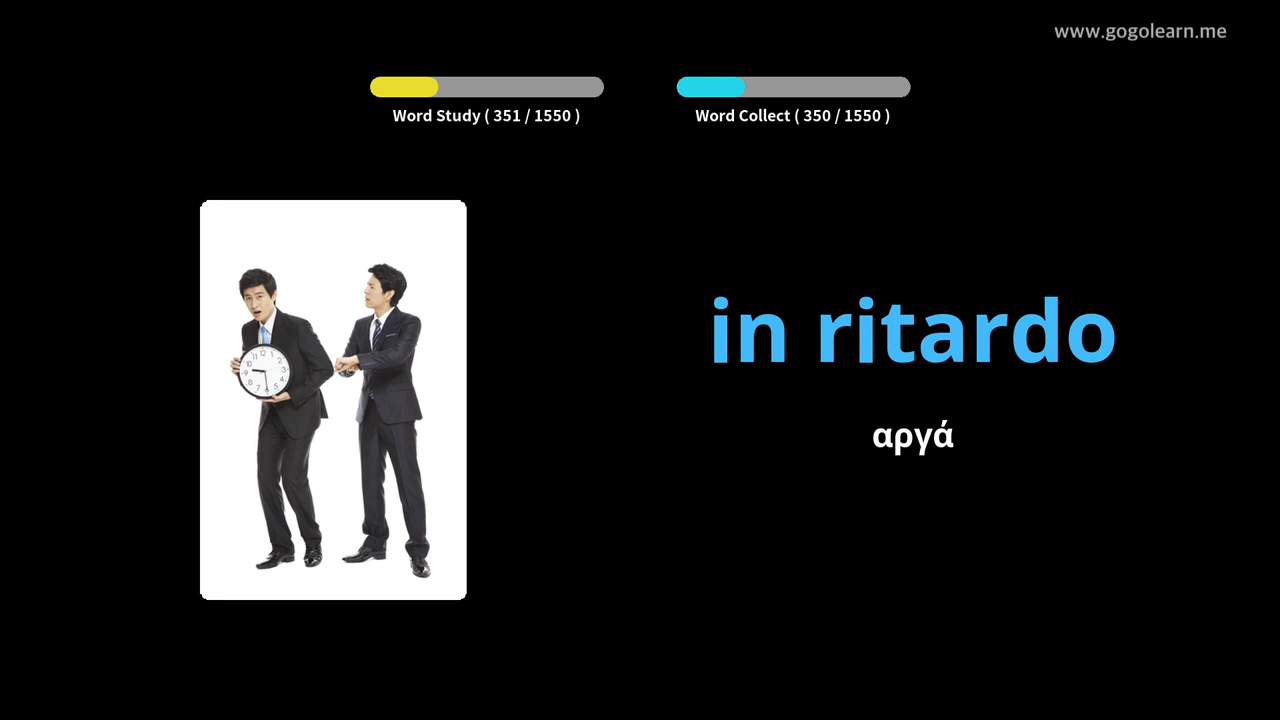 www.gogolearn.me
Word Study ( 351 / 1550 )
Word Collect ( 350 / 1550 )
in ritardo
αργά